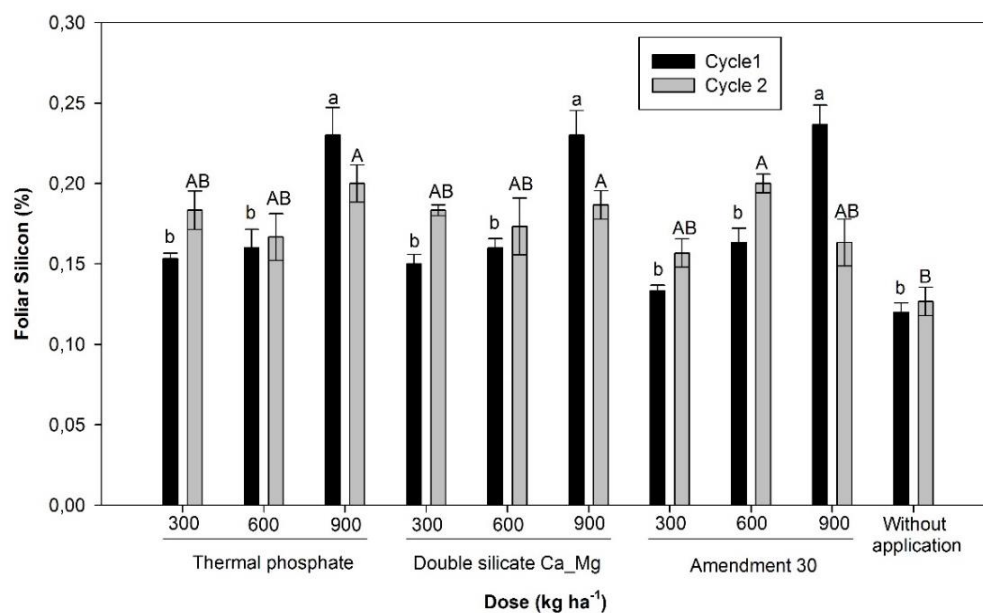 0,30
0,25
0,20
0,15
0,10
0,05
0,00
Foliar Silicon (%)
Cycle1
Cycle 2
b AB b AB a A b AB b AB a A b AB b A a AB b B
300 600 900 300 600 900 300 600 900 Without
application
Thermal phosphate Double silicate Ca_Mg Amendment 30
Dose (kg ha⁻¹)